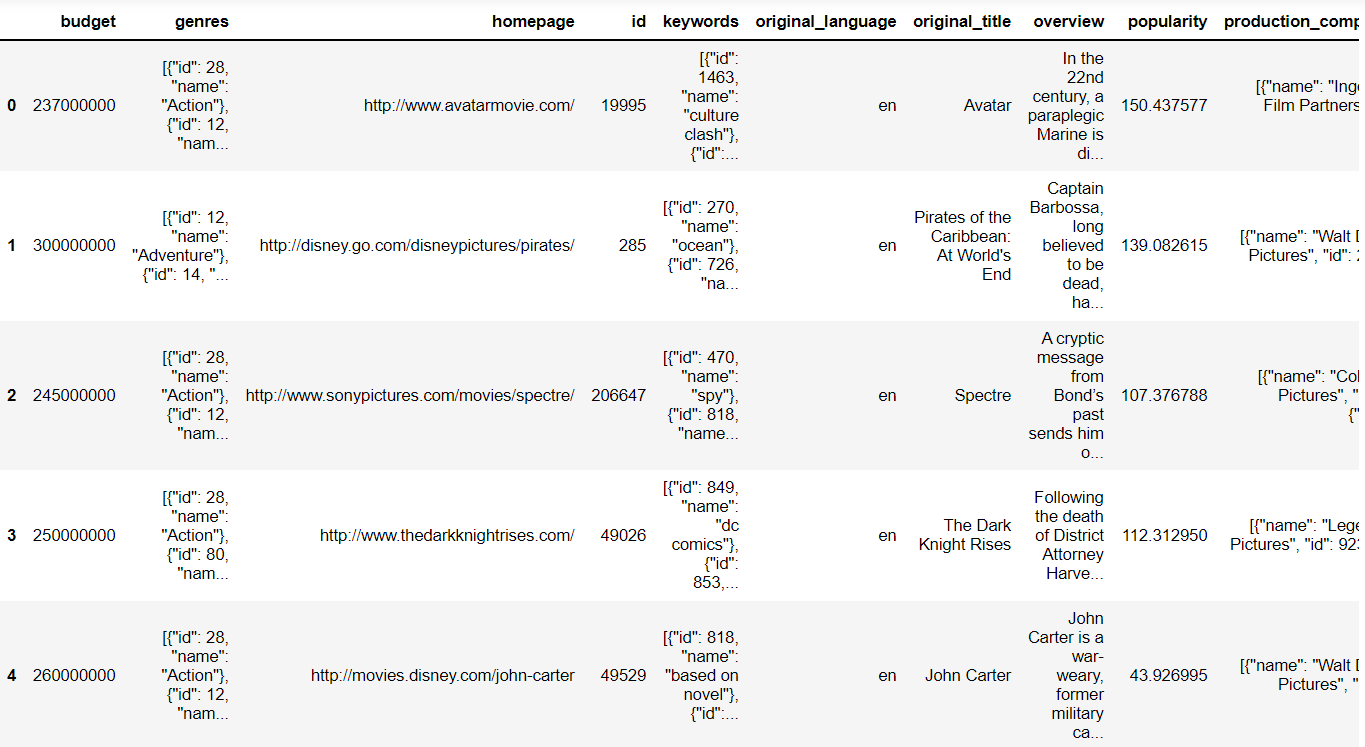 budget genres homepage id keywords original_language original_title overview popularity production_comp
0 237000000 [{"id": 28, "name": "Action"}, {"id": 12, "nam... http://www.avatarmovie.com/ 19995 [{"id": 1463, "name": "culture clash"}, {"id":... en Avatar In the 22nd century, a paraplegic Marine is di... 150.437577 [{"name": "Inge Film Partners
1 300000000 [{"id": 12, "name": "Adventure"}, {"id": 14, "... http://disney.go.com/disneypictures/pirates/ 285 [{"id": 270, "name": "ocean"}, {"id": 726, "na... en Pirates of the Caribbean: At World's End Captain Barbossa, long believed to be dead, ha... 139.082615 [{"name": "Walt D Pictures", "id": 2
2 245000000 [{"id": 28, "name": "Action"}, {"id": 12, "nam... http://www.sonypictures.com/movies/spectre/ 206647 [{"id": 470, "name": "spy"}, {"id": 818, "name... en Spectre A cryptic message from Bond’s past sends him o... 107.376788 [{"name": "Col Pictures", " {"
3 250000000 [{"id": 28, "name": "Action"}, {"id": 80, "nam... http://www.thedarkknightrises.com/ 49026 [{"id": 849, "name": "dc comics"}, {"id": 853,... en The Dark Knight Rises Following the death of District Attorney Harve... 112.312950 [{"name": "Lege Pictures", "id": 923
4 260000000 [{"id": 28, "name": "Action"}, {"id": 12, "nam... http://movies.disney.com/john-carter 49529 [{"id": 818, "name": "based on novel"}, {"id":... en John Carter John Carter is a war-weary, former military ca... 43.926995 [{"name": "Walt D Pictures", "